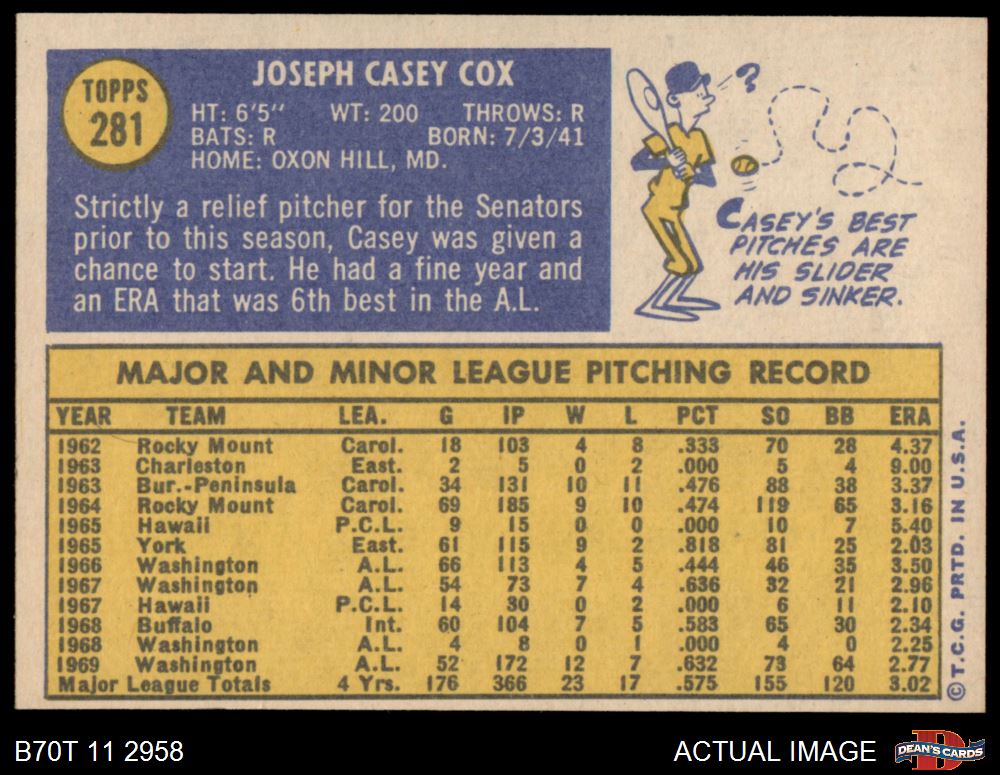 TOPPS
281
JOSEPH CASEY COX
HT: 6'5" WT: 200 THROWS: R
BATS: R BORN: 7/3/41
HOME: OXON HILL, MD.
Strictly a relief pitcher for the Senators
prior to this season, Casey was given a
chance to start. He had a fine year and
an ERA that was 6th best in the A.L.
?
CASEY'S BEST
PITCHES ARE
HIS SLIDER
AND SINKER.
MAJOR AND MINOR LEAGUE PITCHING RECORD
YEAR TEAM LEA. G IP W L PCT SO BB ERA
1962 Rocky Mount Carol. 18 103 4 8 .333 70 28 4.37
1963 Charleston East. 2 5 0 2 .000 5 4 9.00
1963 Bur.-Peninsula Carol. 34 131 10 11 .476 88 38 3.37
1964 Rocky Mount Carol. 69 185 9 10 .474 119 65 3.16
1965 Hawaii P.C.L. 9 15 0 0 .000 10 7 5.40
1965 York East. 61 115 9 2 .818 81 25 2.03
1966 Washington A.L. 66 113 4 5 .444 46 35 3.50
1967 Washington A.L. 54 73 7 4 .636 32 21 2.96
1967 Hawaii P.C.L. 14 30 0 2 .000 6 11 2.10
1968 Buffalo Int. 60 104 7 5 .583 65 30 2.34
1968 Washington A.L. 4 8 0 1 .000 4 0 2.25
1969 Washington A.L. 52 172 12 7 .632 73 64 2.77
Major League Totals 4 Yrs. 176 366 23 17 .575 155 120 3.02
© T.C.G. PRTD. IN U.S.A.
B70T 11 2958
ACTUAL IMAGE
D
DEAN'S CARDS